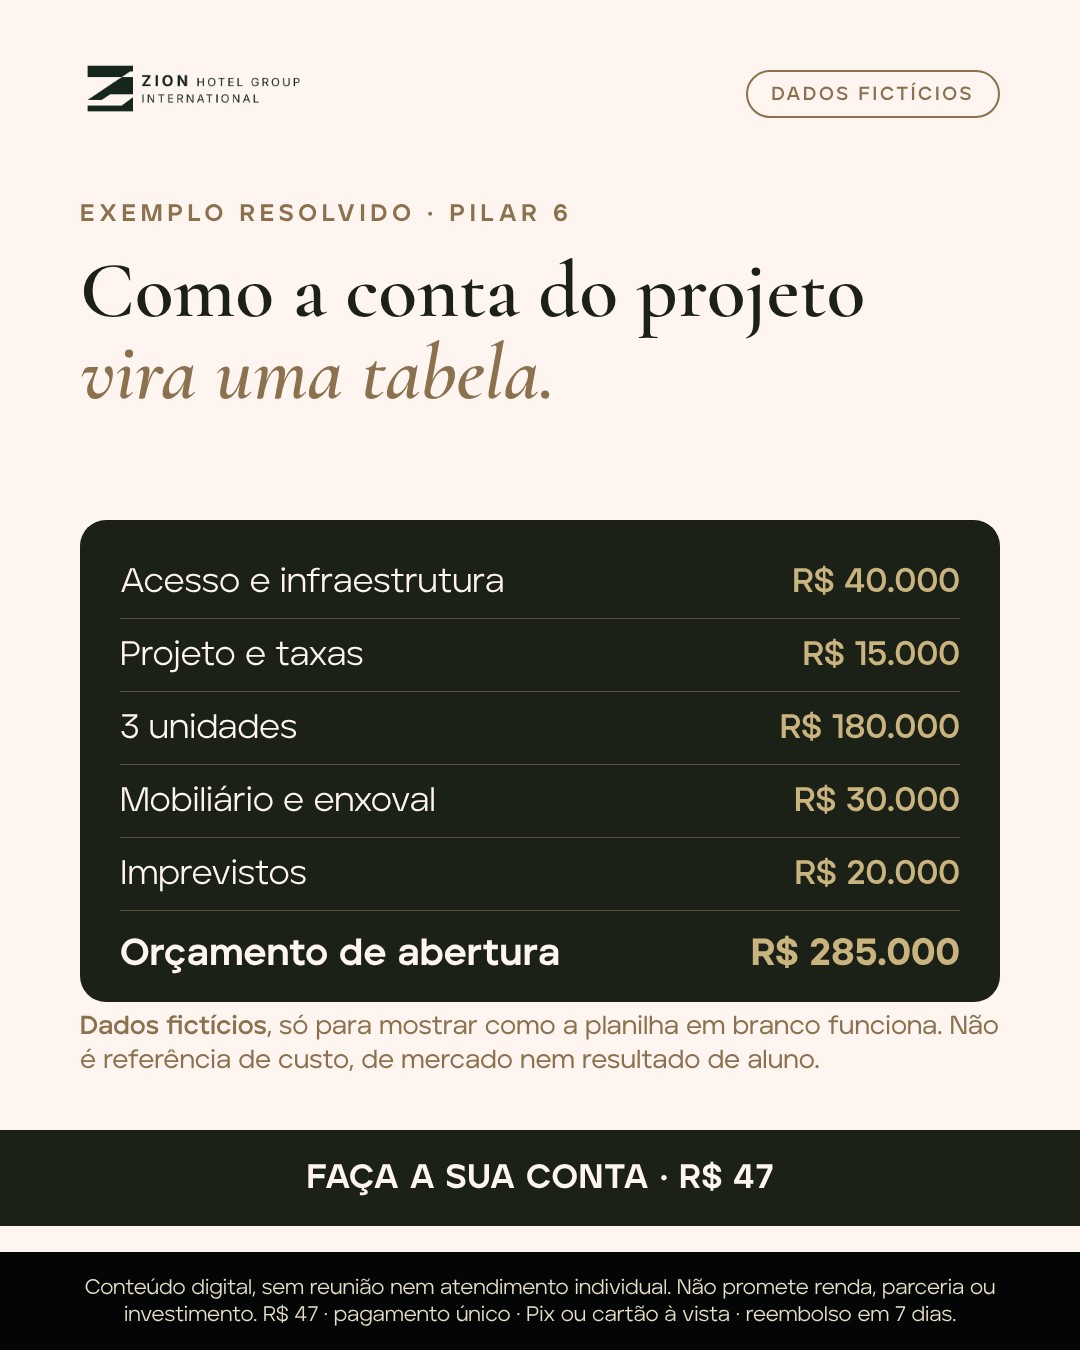 ZION HOTEL GROUP
INTERNATIONAL
DADOS FICTÍCIOS
EXEMPLO RESOLVIDO · PILAR 6
Como a conta do projeto
vira uma tabela.
Acesso e infraestrutura R$ 40.000
Projeto e taxas R$ 15.000
3 unidades R$ 180.000
Mobiliário e enxoval R$ 30.000
Imprevistos R$ 20.000
Orçamento de abertura R$ 285.000
Dados fictícios, só para mostrar como a planilha em branco funciona. Não
é referência de custo, de mercado nem resultado de aluno.
FAÇA A SUA CONTA · R$ 47
Conteúdo digital, sem reunião nem atendimento individual. Não promete renda, parceria ou
investimento. R$ 47 · pagamento único · Pix ou cartão à vista · reembolso em 7 dias.